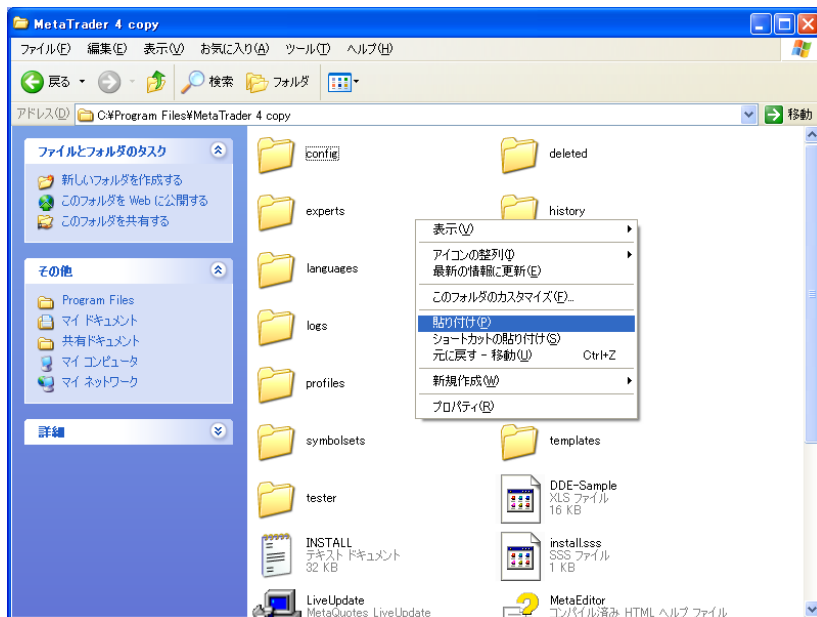 MetaTrader 4 copy
ファイル(F) 編集(E) 表示(V) お気に入り(A) ツール(T) ヘルプ(H)
戻る 検索 フォルダ
アドレス(D) C:¥Program Files¥MetaTrader 4 copy 移動
ファイルとフォルダのタスク
新しいフォルダを作成する
このフォルダを Web に公開する
このフォルダを共有する
その他
Program Files
マイ ドキュメント
共有ドキュメント
マイ コンピュータ
マイ ネットワーク
詳細
config
deleted
experts
history
languages
logs
profiles
symbolsets
templates
tester
DDE-Sample
XLS ファイル
16 KB
INSTALL
テキスト ドキュメント
32 KB
install.sss
SSS ファイル
1 KB
LiveUpdate
MetaQuotes LiveUpdate
MetaEditor
コンパイル済み HTML ヘルプ ファイル
表示(V)
アイコンの整列(I)
最新の情報に更新(E)
このフォルダのカスタマイズ(F)...
貼り付け(P)
ショートカットの貼り付け(S)
元に戻す - 移動(U) Ctrl+Z
新規作成(W)
プロパティ(R)